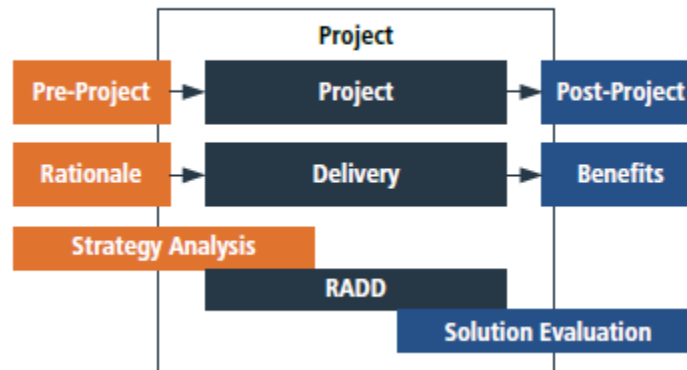 Project
Pre-Project Project Post-Project
Rationale Delivery Benefits
Strategy Analysis
RADD
Solution Evaluation